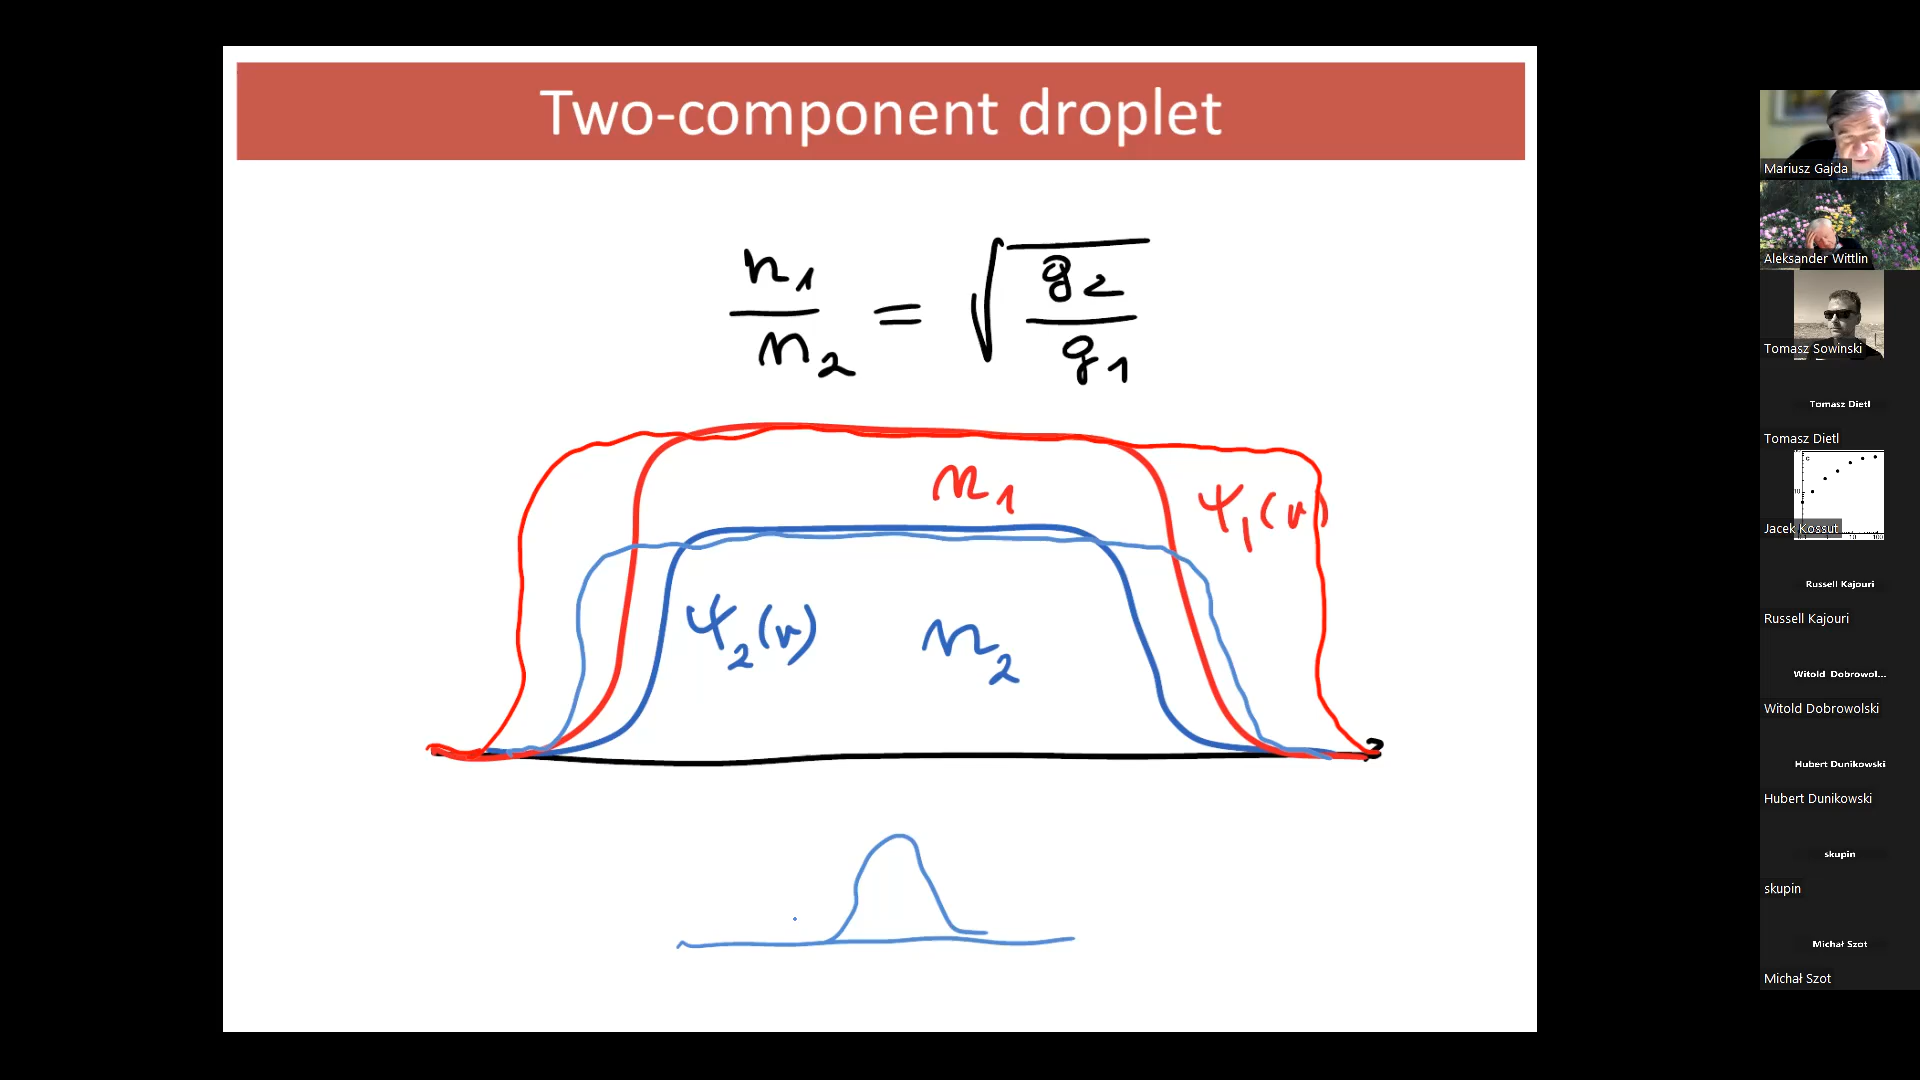 Two-component droplet
n1/n2 = √g2/g1
n1
ψ1(r)
ψ2(r)
n2
Mariusz Gajda
Aleksander Wittlin
Tomasz Sowinski
Tomasz Dietl
Tomasz Dietl
Jacek Kossut
Russell Kajouri
Russell Kajouri
Witold Dobrowol...
Witold Dobrowolski
Hubert Dunikowski
Hubert Dunikowski
skupin
skupin
Michał Szot
Michał Szot